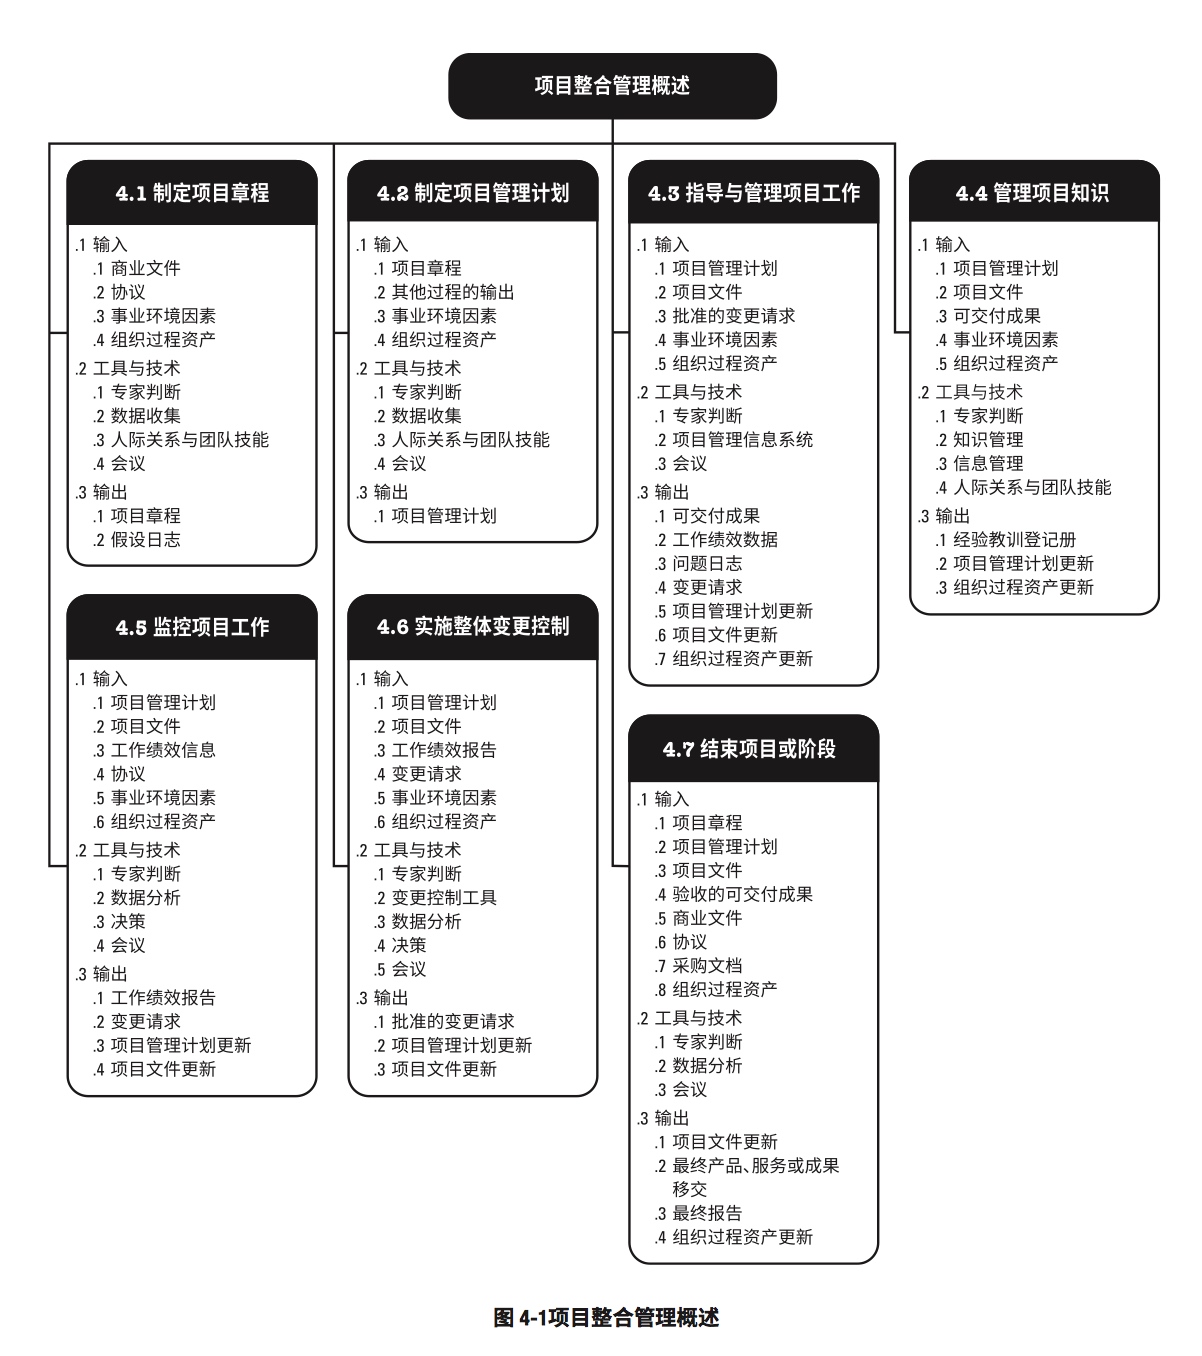 项目整合管理概述
4.1 制定项目章程
.1 输入
.1 商业文件
.2 协议
.3 事业环境因素
.4 组织过程资产
.2 工具与技术
.1 专家判断
.2 数据收集
.3 人际关系与团队技能
.4 会议
.3 输出
.1 项目章程
.2 假设日志
4.2 制定项目管理计划
.1 输入
.1 项目章程
.2 其他过程的输出
.3 事业环境因素
.4 组织过程资产
.2 工具与技术
.1 专家判断
.2 数据收集
.3 人际关系与团队技能
.4 会议
.3 输出
.1 项目管理计划
4.3 指导与管理项目工作
.1 输入
.1 项目管理计划
.2 项目文件
.3 批准的变更请求
.4 事业环境因素
.5 组织过程资产
.2 工具与技术
.1 专家判断
.2 项目管理信息系统
.3 会议
.3 输出
.1 可交付成果
.2 工作绩效数据
.3 问题日志
.4 变更请求
.5 项目管理计划更新
.6 项目文件更新
.7 组织过程资产更新
4.4 管理项目知识
.1 输入
.1 项目管理计划
.2 项目文件
.3 可交付成果
.4 事业环境因素
.5 组织过程资产
.2 工具与技术
.1 专家判断
.2 知识管理
.3 信息管理
.4 人际关系与团队技能
.3 输出
.1 经验教训登记册
.2 项目管理计划更新
.3 组织过程资产更新
4.5 监控项目工作
.1 输入
.1 项目管理计划
.2 项目文件
.3 工作绩效信息
.4 协议
.5 事业环境因素
.6 组织过程资产
.2 工具与技术
.1 专家判断
.2 数据分析
.3 决策
.4 会议
.3 输出
.1 工作绩效报告
.2 变更请求
.3 项目管理计划更新
.4 项目文件更新
4.6 实施整体变更控制
.1 输入
.1 项目管理计划
.2 项目文件
.3 工作绩效报告
.4 变更请求
.5 事业环境因素
.6 组织过程资产
.2 工具与技术
.1 专家判断
.2 变更控制工具
.3 数据分析
.4 决策
.5 会议
.3 输出
.1 批准的变更请求
.2 项目管理计划更新
.3 项目文件更新
4.7 结束项目或阶段
.1 输入
.1 项目章程
.2 项目管理计划
.3 项目文件
.4 验收的可交付成果
.5 商业文件
.6 协议
.7 采购文档
.8 组织过程资产
.2 工具与技术
.1 专家判断
.2 数据分析
.3 会议
.3 输出
.1 项目文件更新
.2 最终产品、服务或成果
移交
.3 最终报告
.4 组织过程资产更新
图 4-1项目整合管理概述